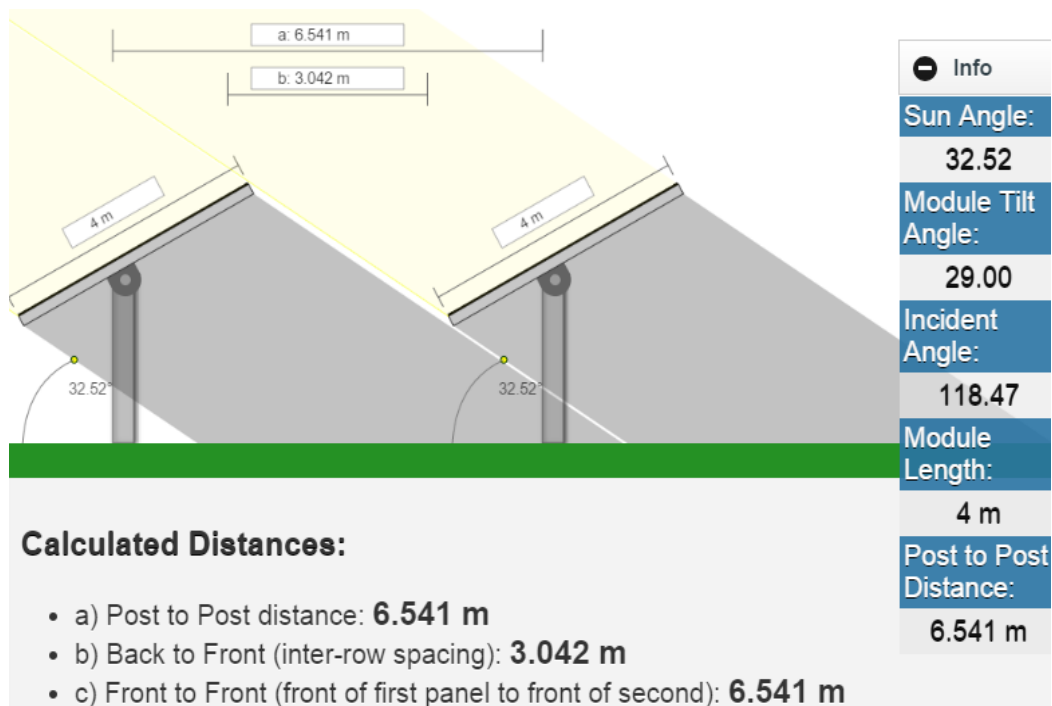 a: 6.541 m
b: 3.042 m
4 m
4 m
32.52°
32.52°
Info
Sun Angle:
32.52
Module Tilt
Angle:
29.00
Incident
Angle:
118.47
Module
Length:
4 m
Post to Post
Distance:
6.541 m
Calculated Distances:
• a) Post to Post distance: 6.541 m
• b) Back to Front (inter-row spacing): 3.042 m
• c) Front to Front (front of first panel to front of second): 6.541 m